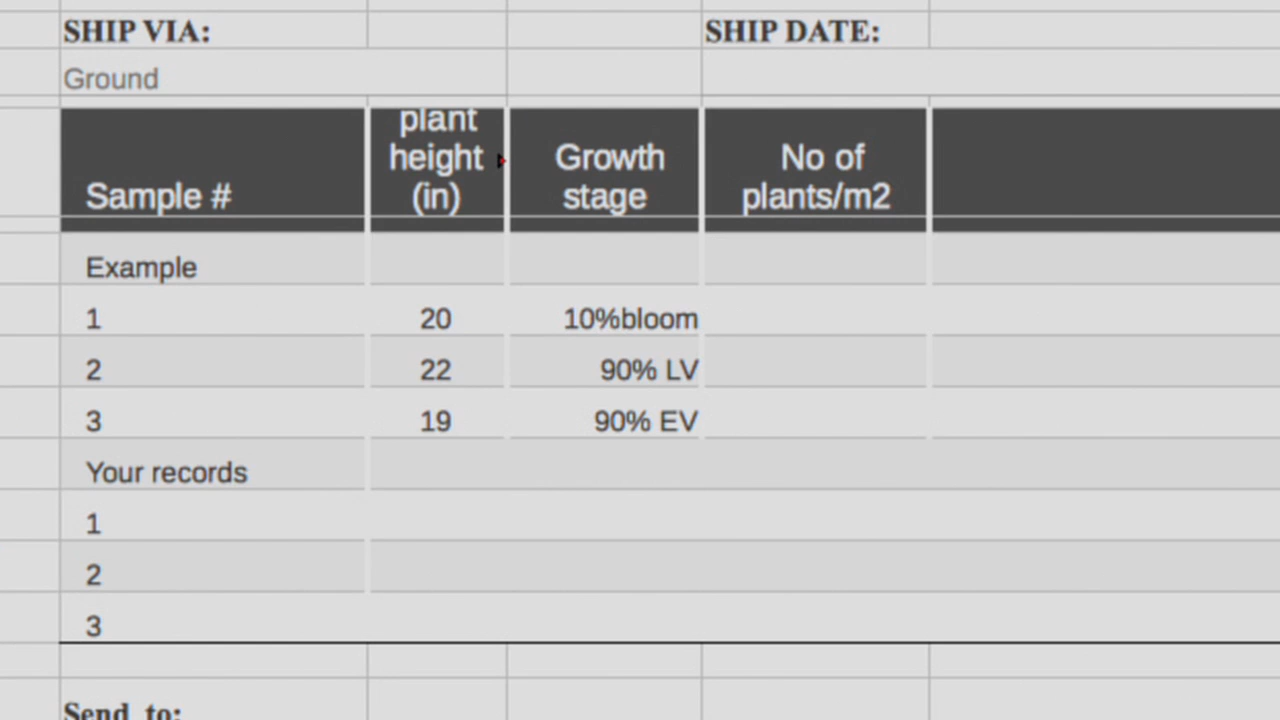 SHIP VIA: SHIP DATE:
Ground
Sample # plant height (in) Growth stage No of plants/m2
Example
1 20 10%bloom
2 22 90% LV
3 19 90% EV
Your records
1
2
3
Send to: